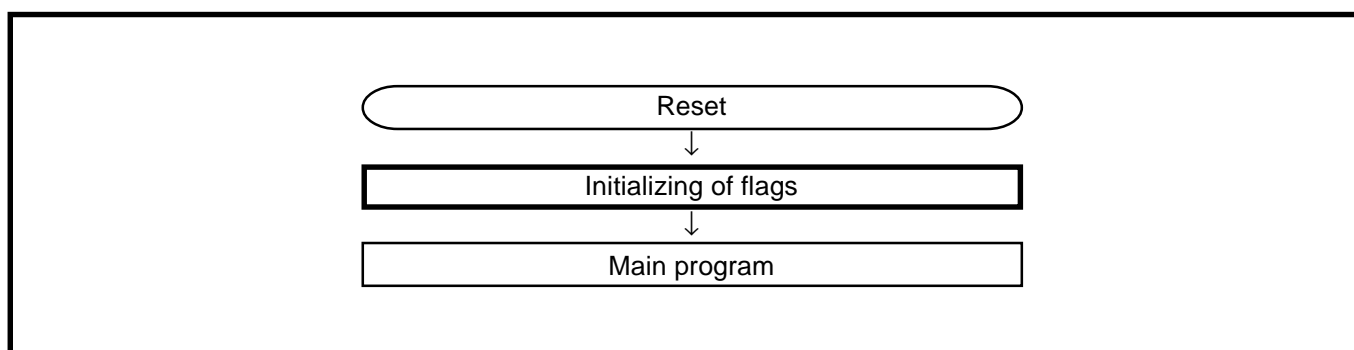 Reset
↓
Initializing of flags
↓
Main program